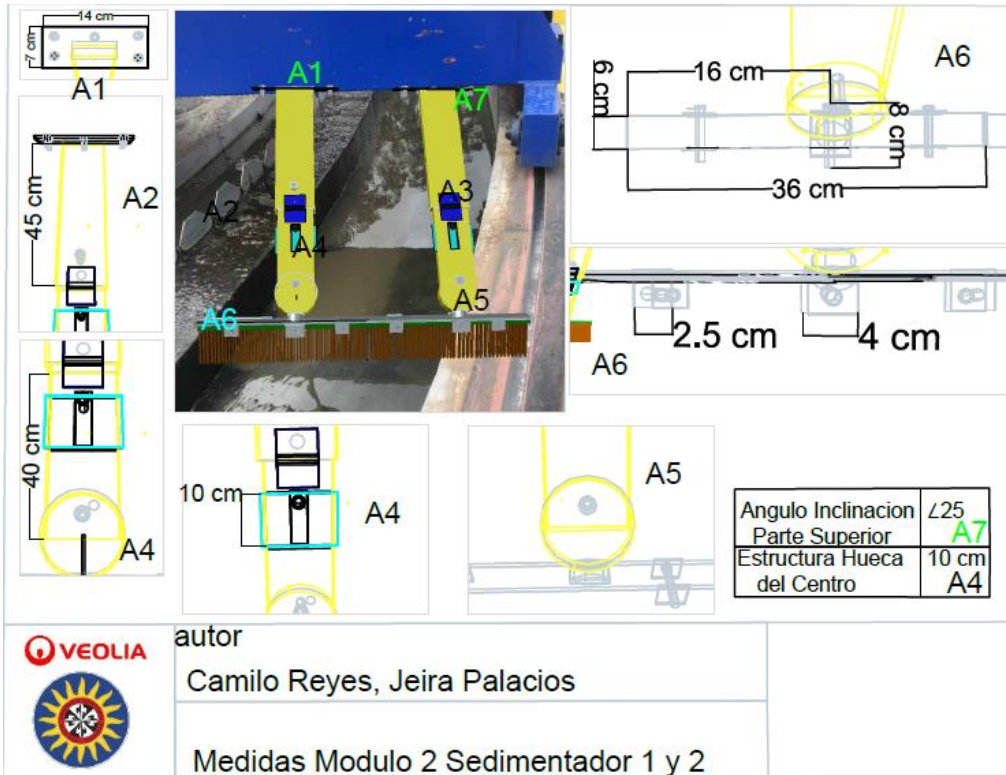 14 cm
7 cm
A1
A2
45 cm
40 cm
A4
A1
A7
A2
A3
A4
A5
A6
10 cm
A4
A5
A6
6 cm
16 cm
8 cm
36 cm
2.5 cm
4 cm
A6
Angulo Inclinacion ∠25
Parte Superior A7
Estructura Hueca 10 cm
del Centro A4
VEOLIA
autor
Camilo Reyes, Jeira Palacios
Medidas Modulo 2 Sedimentador 1 y 2